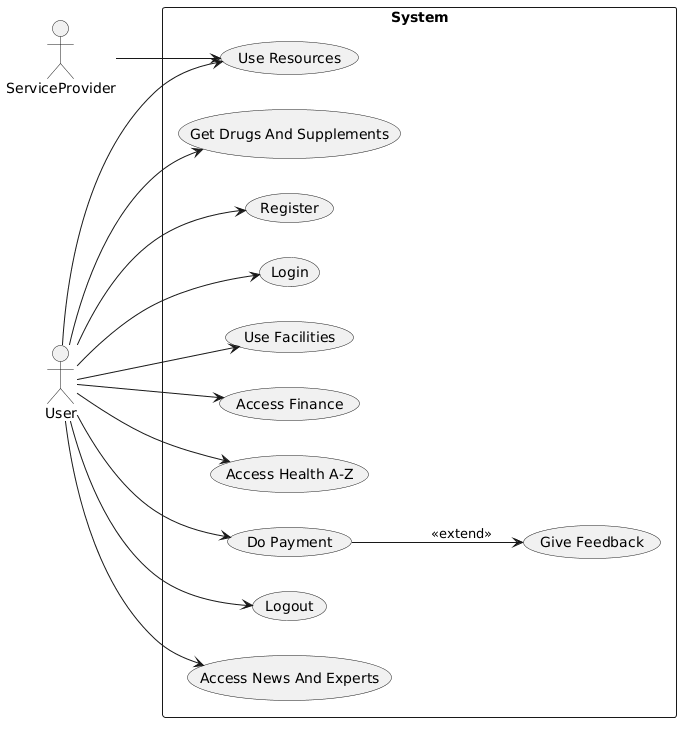 System
ServiceProvider
Use Resources
Get Drugs And Supplements
Register
Login
Use Facilities
User
Access Finance
Access Health A-Z
Do Payment
«extend»
Give Feedback
Logout
Access News And Experts